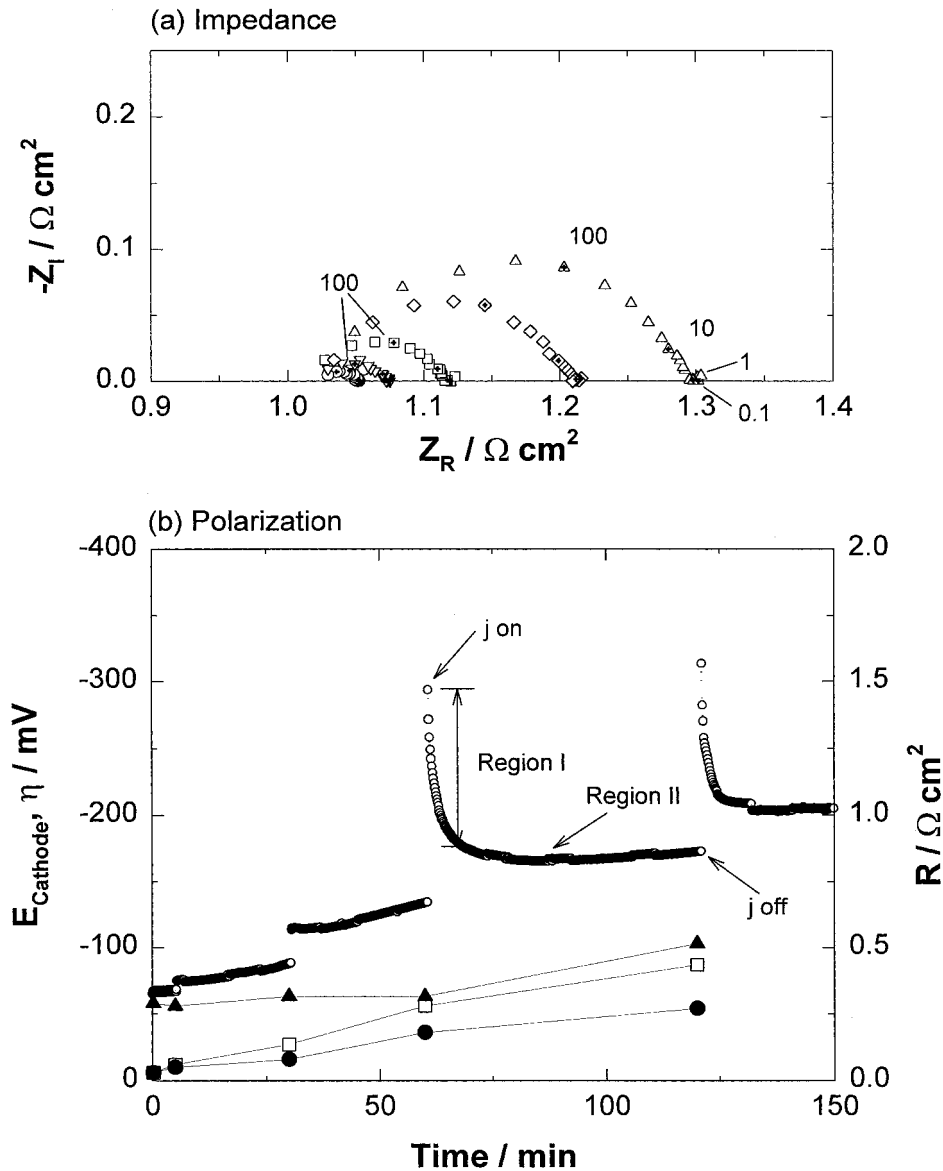 (a) Impedance
0.2
0.1
0.0
-Z_I / Ω cm²
100
100
10
1
0.1
0.9 1.0 1.1 1.2 1.3 1.4
Z_R / Ω cm²
(b) Polarization
-400
-300
-200
-100
0
E_Cathode, η / mV
2.0
1.5
1.0
0.5
0.0
R / Ω cm²
j on
Region I
Region II
j off
0 50 100 150
Time / min